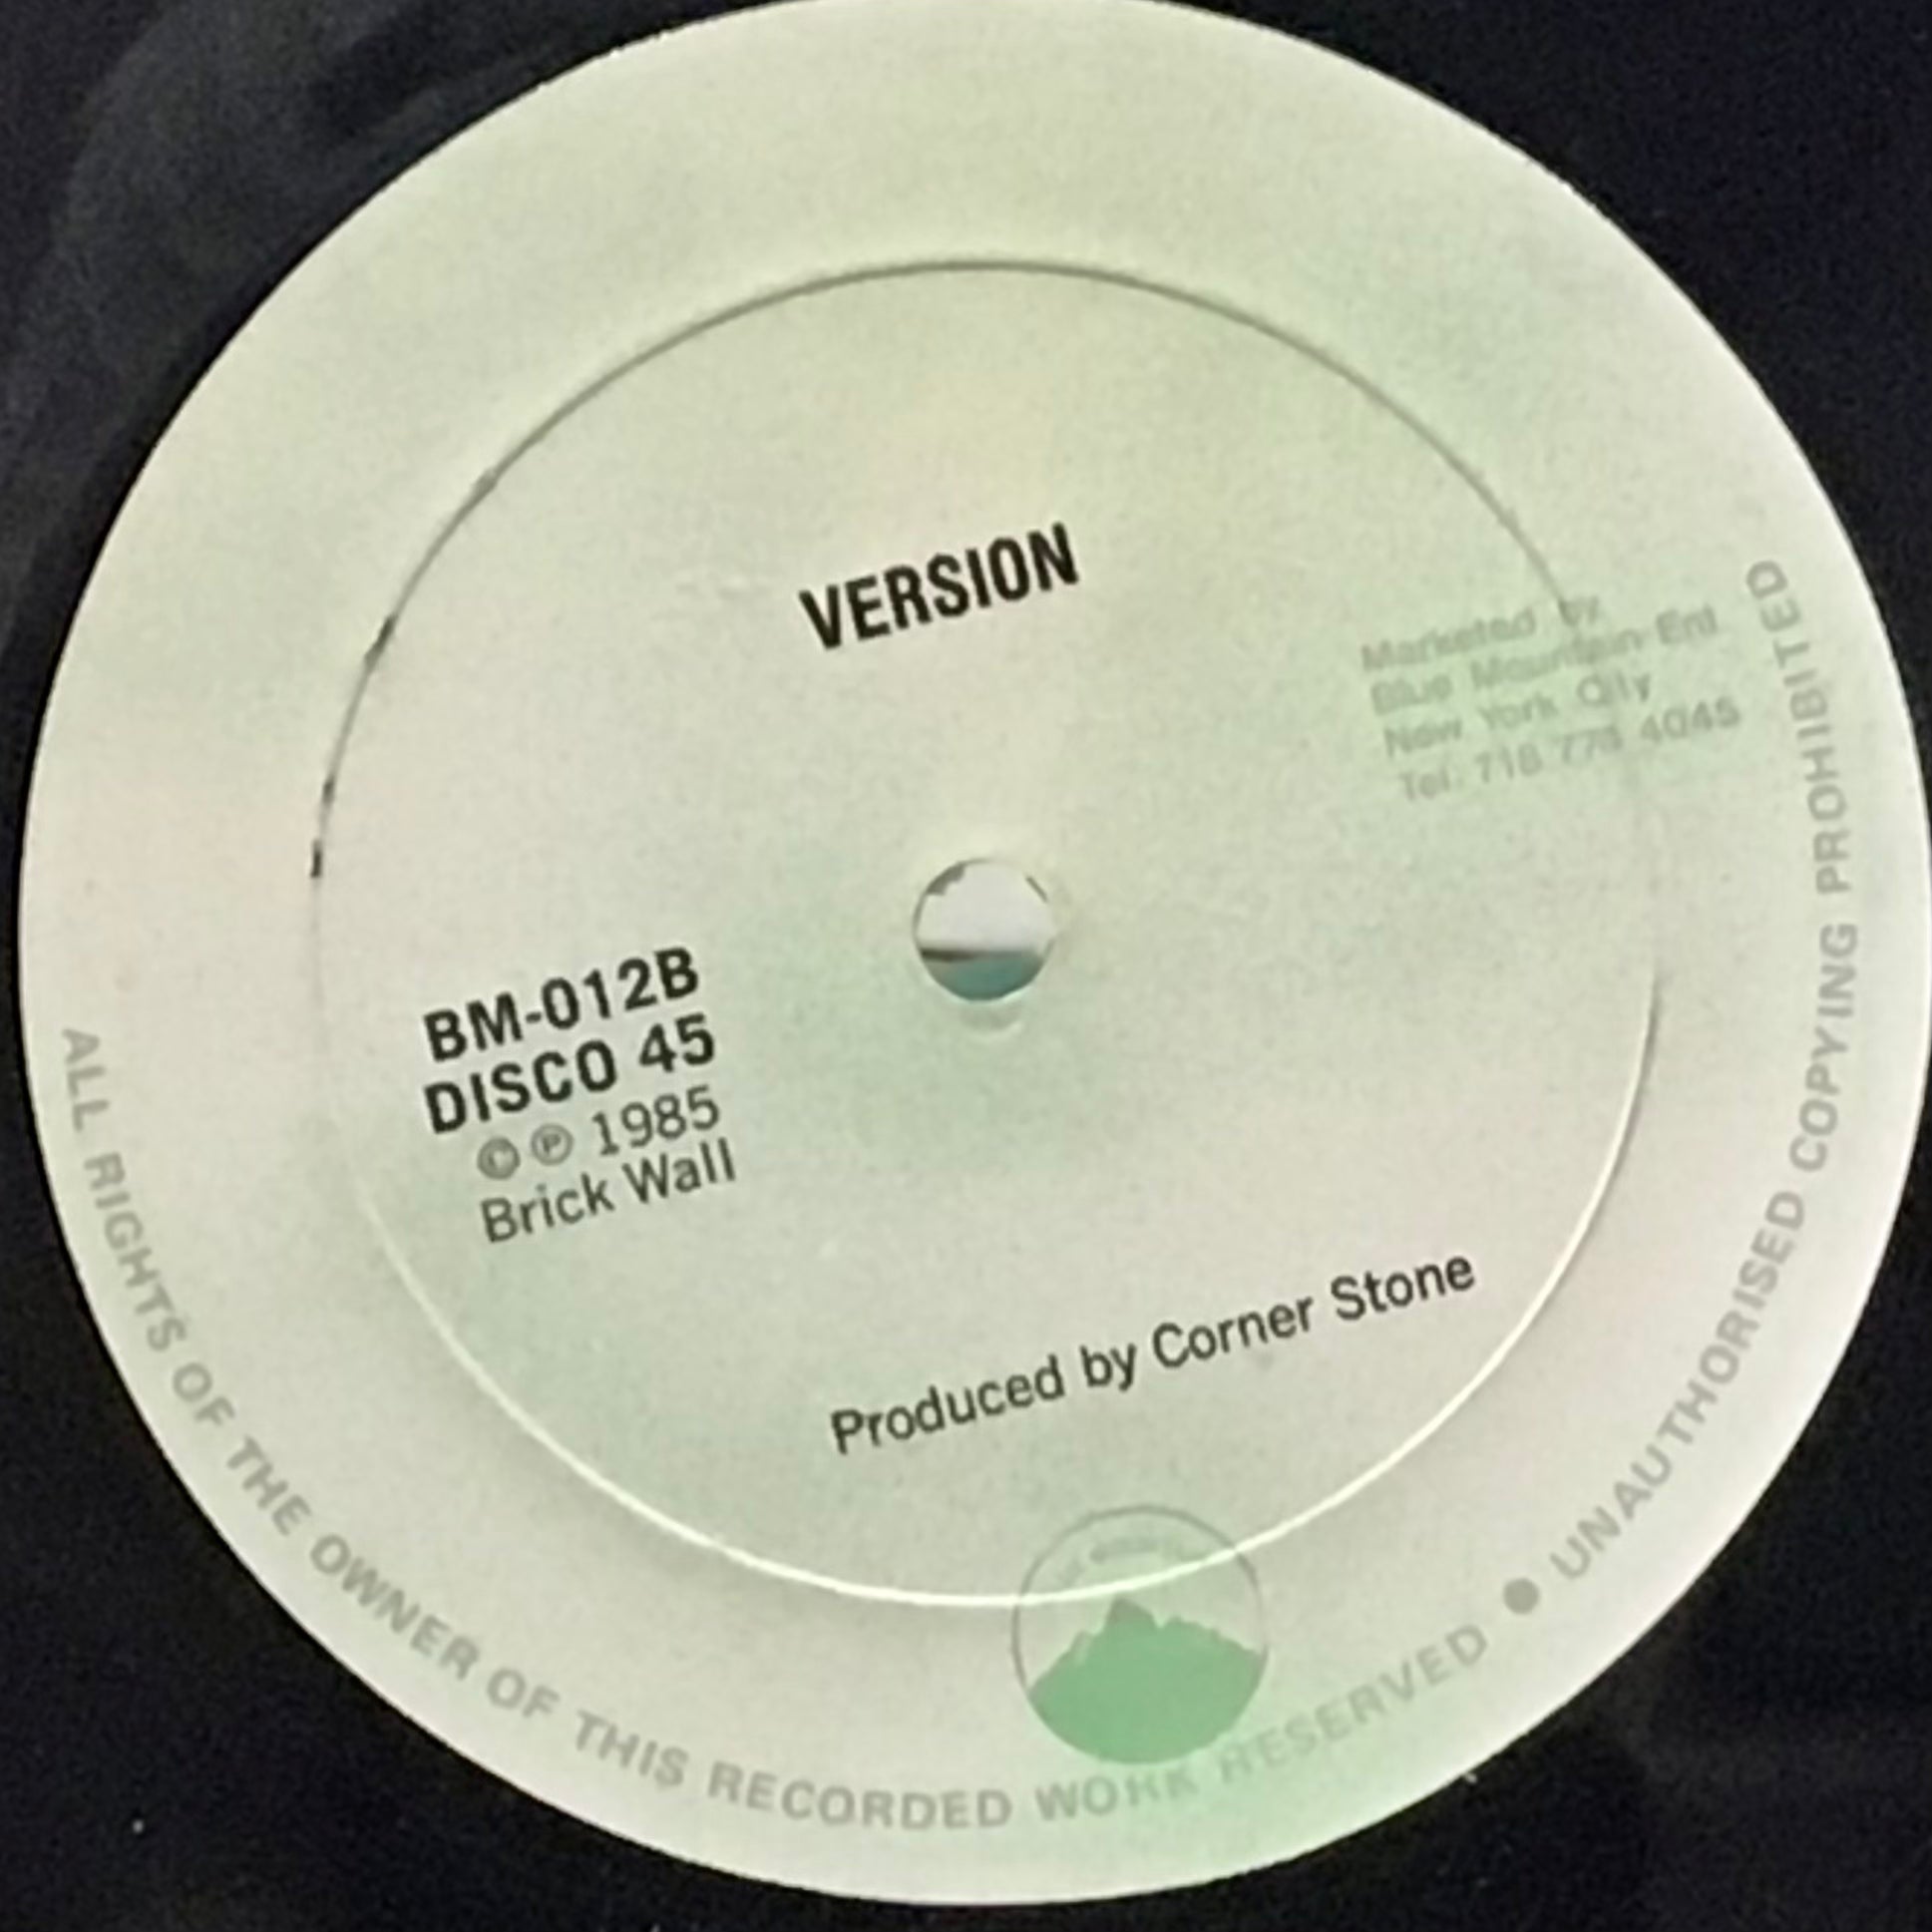 VERSION
Marketed by
Blue Mountain Ent
New York City
Tel: 718 778 4045
BM-012B
DISCO 45
©℗ 1985
Brick Wall
Produced by Corner Stone
ALL RIGHTS OF THE OWNER OF THIS RECORDED WORK RESERVED ● UNAUTHORISED COPYING PROHIBITED